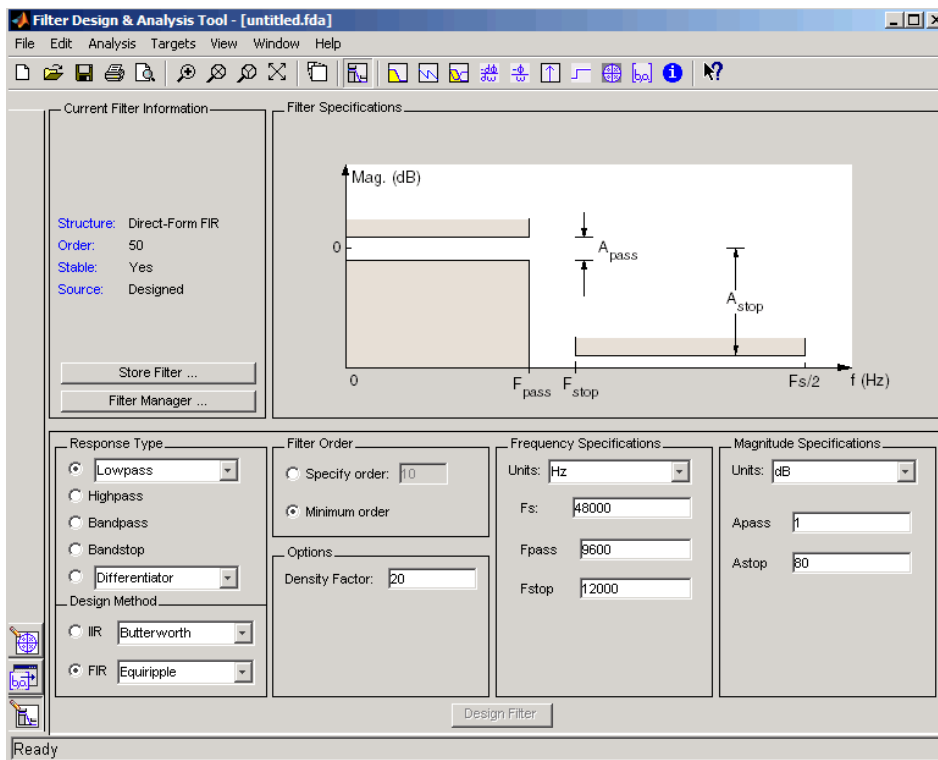 Filter Design & Analysis Tool - [untitled.fda]
File Edit Analysis Targets View Window Help
Current Filter Information
Structure: Direct-Form FIR
Order: 50
Stable: Yes
Source: Designed
Store Filter ...
Filter Manager ...
Filter Specifications
Mag. (dB)
0
A pass
A stop
0
F pass
F stop
Fs/2
f (Hz)
Response Type
Lowpass
Highpass
Bandpass
Bandstop
Differentiator
Design Method
IIR Butterworth
FIR Equiripple
Filter Order
Specify order: 10
Minimum order
Options
Density Factor: 20
Frequency Specifications
Units: Hz
Fs: 48000
Fpass 9600
Fstop 12000
Magnitude Specifications
Units: dB
Apass 1
Astop 80
Design Filter
Ready